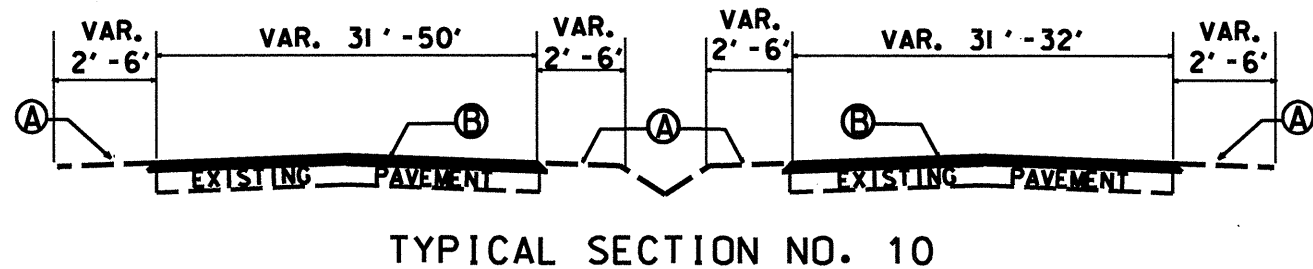 VAR. 2'-6'
VAR. 31'-50'
VAR. 2'-6'
VAR. 2'-6'
VAR. 31'-32'
VAR. 2'-6'
A
B
A
B
A
EXISTING PAVEMENT
EXISTING PAVEMENT
TYPICAL SECTION NO. 10